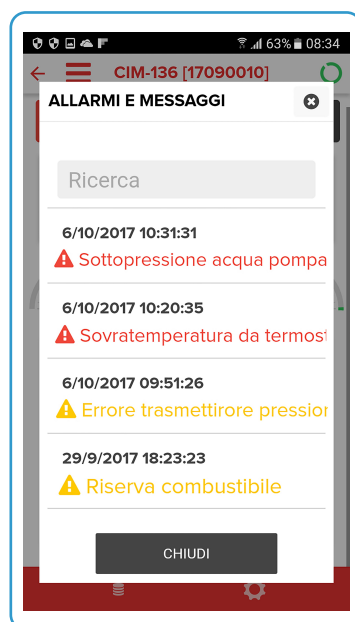 63% 08:34
CIM-136 [17090010]
ALLARMI E MESSAGGI
Ricerca
6/10/2017 10:31:31
Sottopressione acqua pompa
6/10/2017 10:20:35
Sovratemperatura da termost
6/10/2017 09:51:26
Errore trasmettirore pression
29/9/2017 18:23:23
Riserva combustibile
CHIUDI